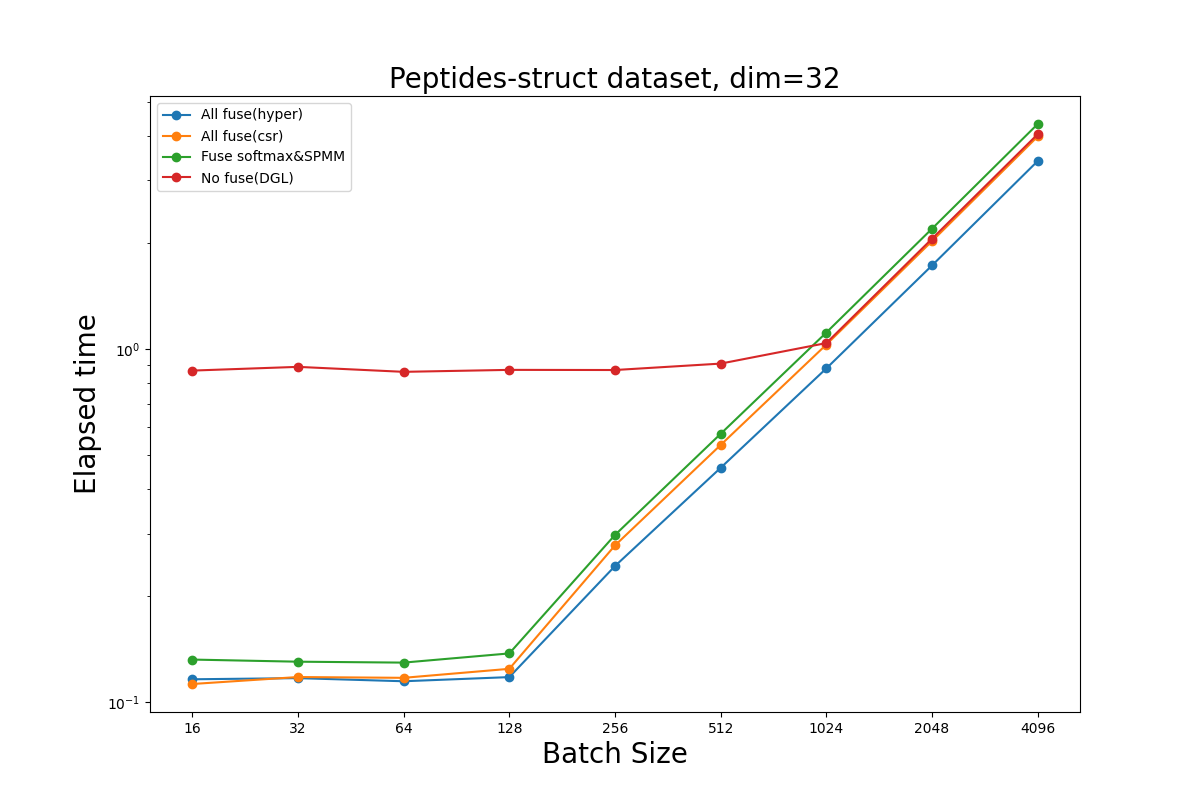 Peptides-struct dataset, dim=32
All fuse(hyper)
All fuse(csr)
Fuse softmax&SPMM
No fuse(DGL)
Elapsed time
10⁰
10⁻¹
16 32 64 128 256 512 1024 2048 4096
Batch Size